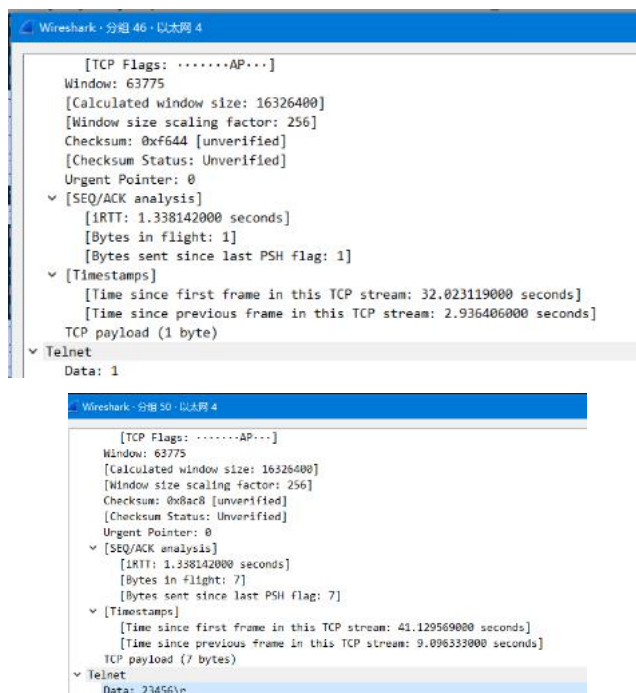 Wireshark · 分组 46 · 以太网 4
[TCP Flags: ·······AP···]
Window: 63775
[Calculated window size: 16326400]
[Window size scaling factor: 256]
Checksum: 0xf644 [unverified]
[Checksum Status: Unverified]
Urgent Pointer: 0
[SEQ/ACK analysis]
[iRTT: 1.338142000 seconds]
[Bytes in flight: 1]
[Bytes sent since last PSH flag: 1]
[Timestamps]
[Time since first frame in this TCP stream: 32.023119000 seconds]
[Time since previous frame in this TCP stream: 2.936406000 seconds]
TCP payload (1 byte)
Telnet
Data: 1
Wireshark · 分组 50 · 以太网 4
[TCP Flags: ·······AP···]
Window: 63775
[Calculated window size: 16326400]
[Window size scaling factor: 256]
Checksum: 0x8ac8 [unverified]
[Checksum Status: Unverified]
Urgent Pointer: 0
[SEQ/ACK analysis]
[iRTT: 1.338142000 seconds]
[Bytes in flight: 7]
[Bytes sent since last PSH flag: 7]
[Timestamps]
[Time since first frame in this TCP stream: 41.129569000 seconds]
[Time since previous frame in this TCP stream: 9.096333000 seconds]
TCP payload (7 bytes)
Telnet
Data: 23456\r